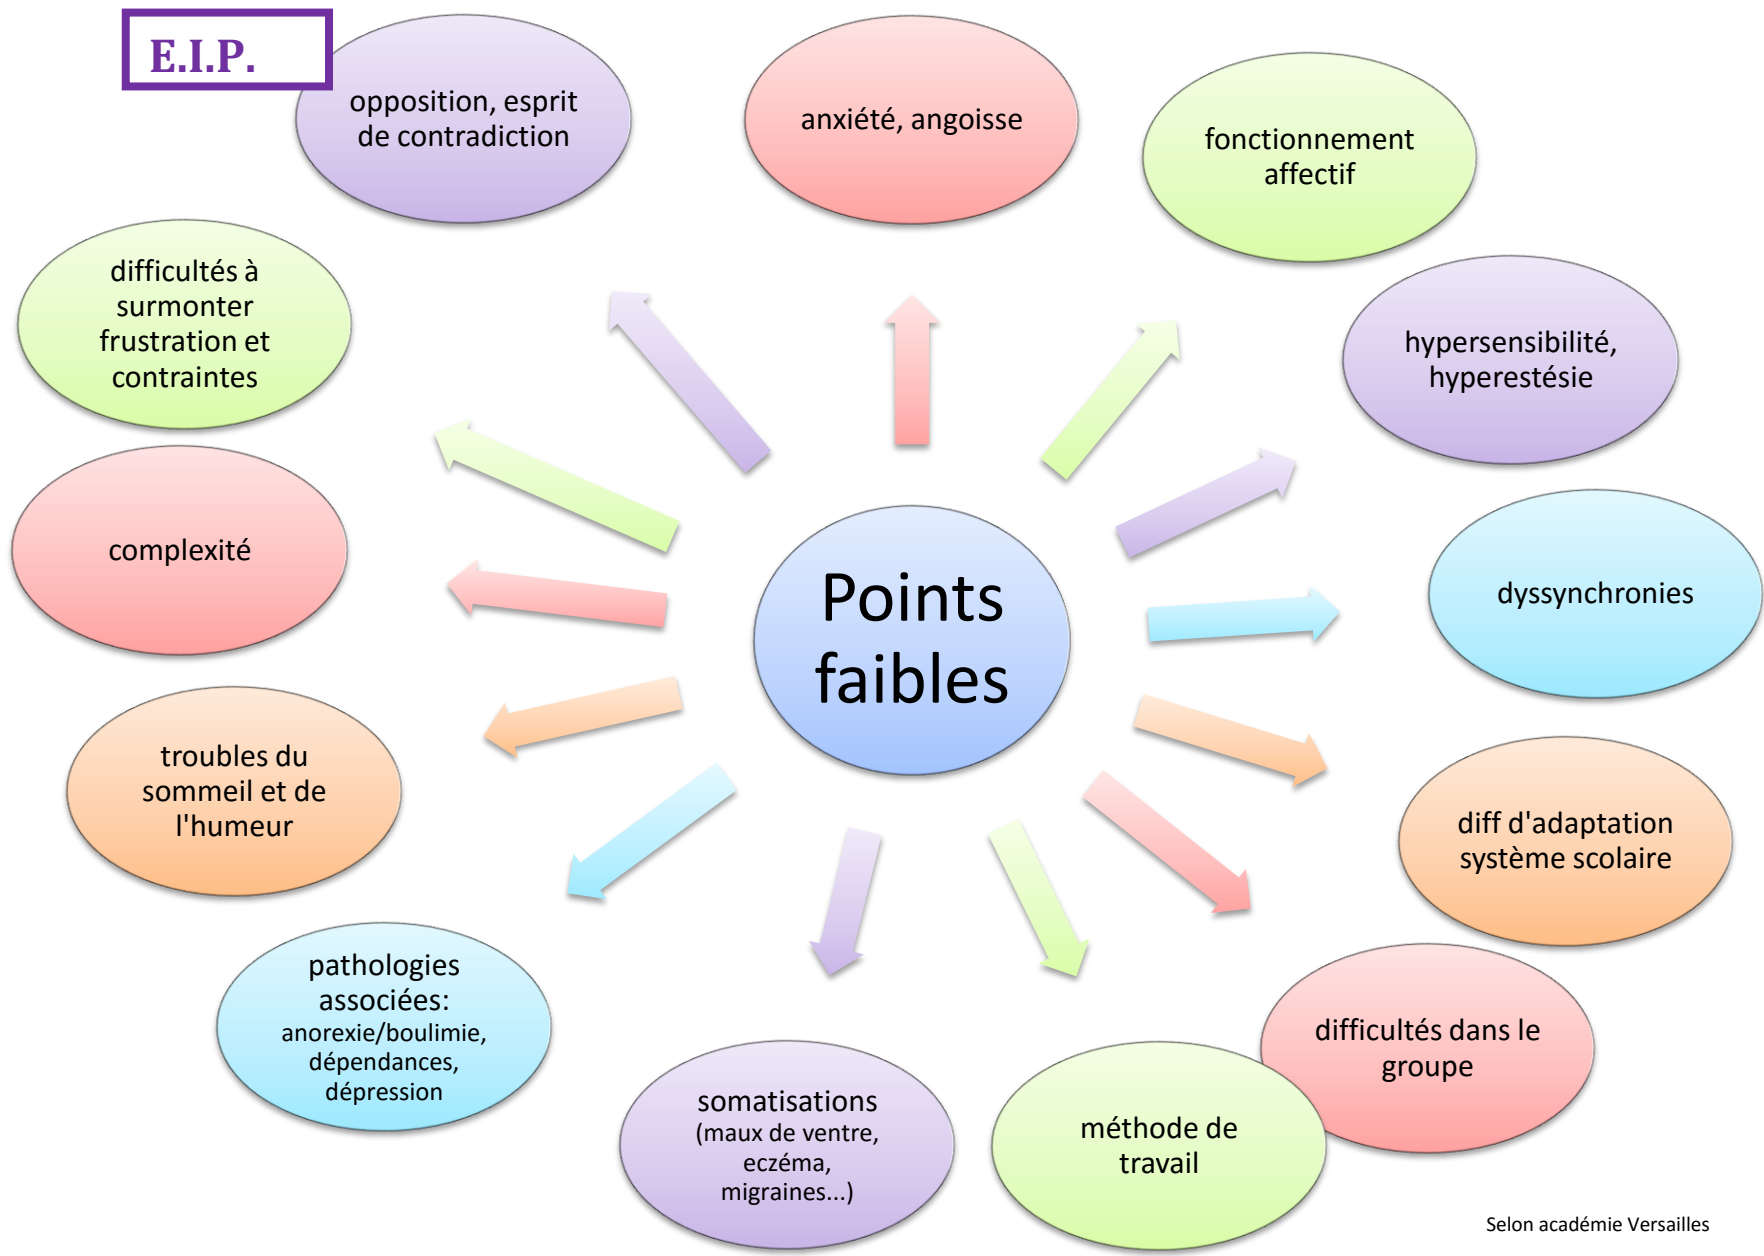 E.I.P.
opposition, esprit
de contradiction
anxiété, angoisse
fonctionnement
affectif
hypersensibilité,
hyperestésie
dyssynchronies
diff d'adaptation
système scolaire
difficultés dans le
groupe
méthode de
travail
somatisations
(maux de ventre,
eczéma,
migraines...)
pathologies
associées:
anorexie/boulimie,
dépendances,
dépression
troubles du
sommeil et de
l'humeur
complexité
difficultés à
surmonter
frustration et
contraintes
Points
faibles
Selon académie Versailles